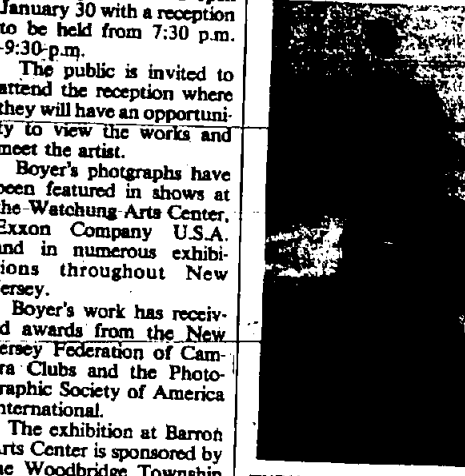 January 30 with a reception
to be held from 7:30 p.m.
-9:30-p.m.
The public is invited to
attend the reception where
they will have an opportuni-
ty to view the works and
meet the artist.
Boyer's photgraphs have
been featured in shows at
the Watchung Arts Center,
Exxon Company U.S.A.
and in numerous exhibi-
tions throughout New
Jersey.
Boyer's work has receiv-
ed awards from the New
Jersey Federation of Cam-
era Clubs and the Photo-
graphic Society of America
International.
The exhibition at Barron
Arts Center is sponsored by
the Woodbridge Township